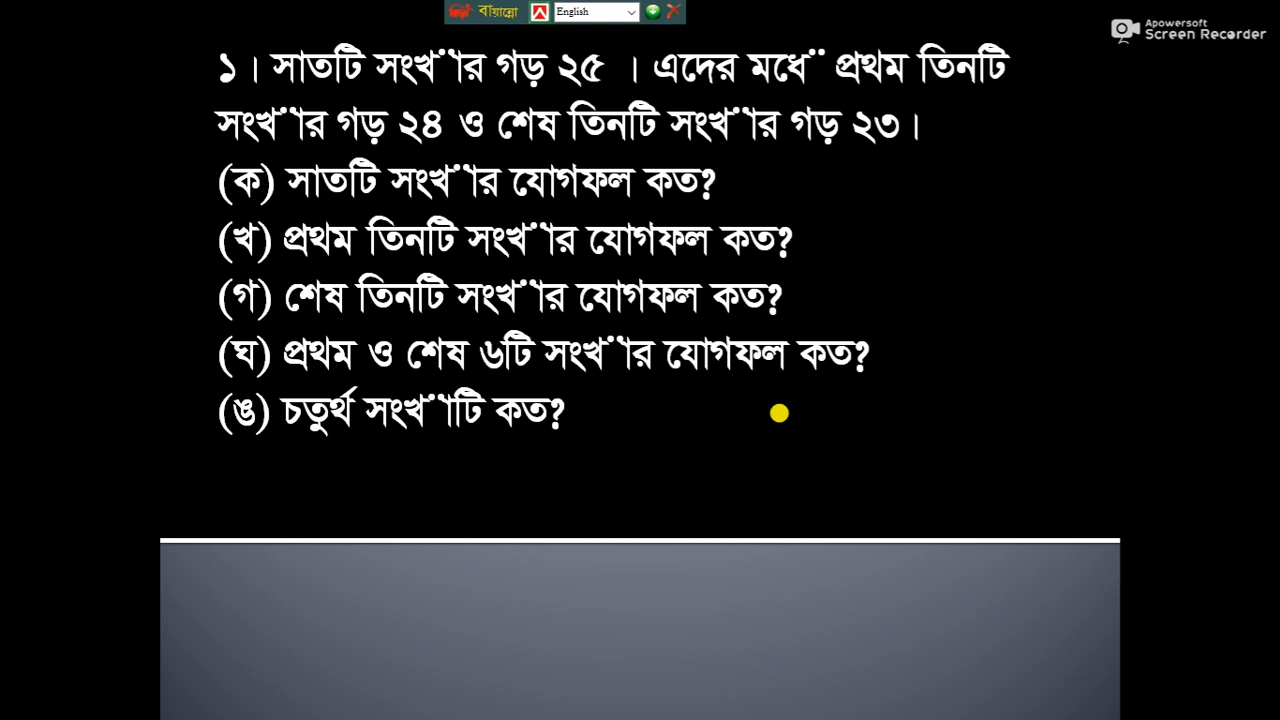 বায়ান্নো English
Apowersoft
Screen Recorder
১। সাতটি সংখ¨ার গড় ২৫ । এদের মধে¨ প্রথম তিনটি
সংখ¨ার গড় ২৪ ও শেষ তিনটি সংখ¨ার গড় ২৩।
(ক) সাতটি সংখ¨ার যোগফল কত?
(খ) প্রথম তিনটি সংখ¨ার যোগফল কত?
(গ) শেষ তিনটি সংখ¨ার যোগফল কত?
(ঘ) প্রথম ও শেষ ৬টি সংখ¨ার যোগফল কত?
(ঙ) চতুর্থ সংখ¨াটি কত?